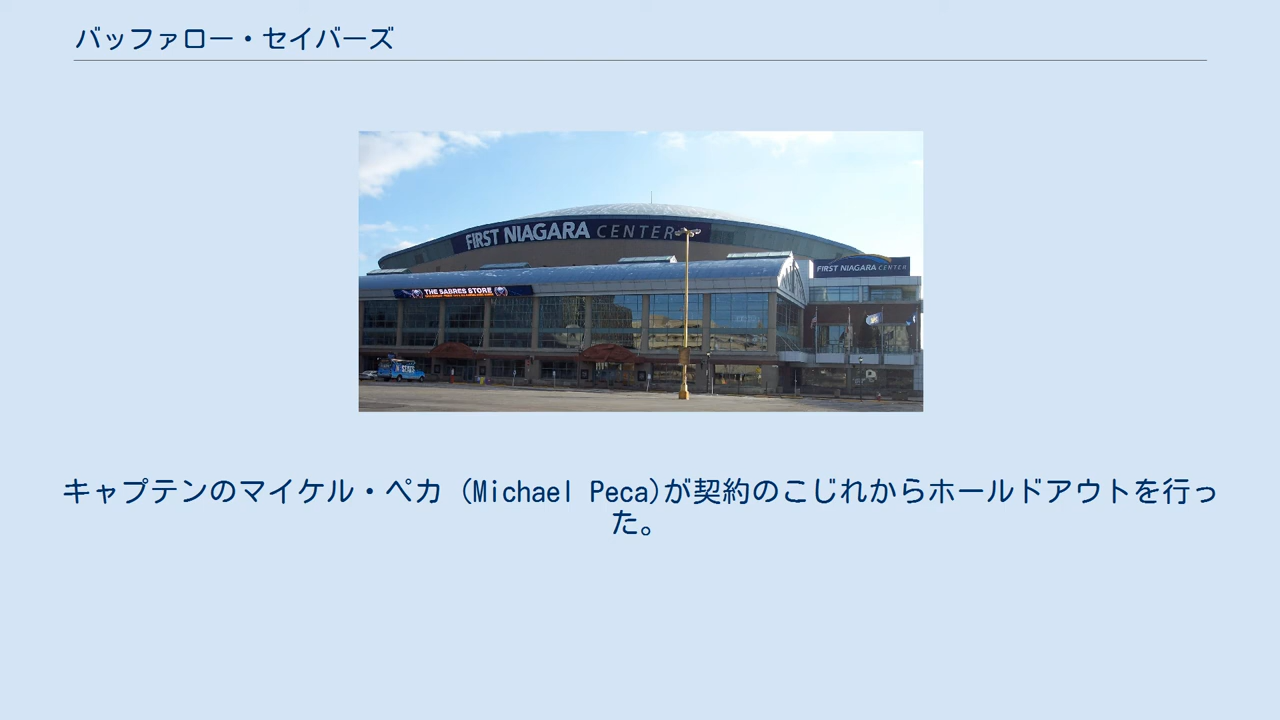 バッファロー・セイバーズ
FIRST NIAGARA CENTER
FIRST NIAGARA CENTER
THE SABRES STORE
キャプテンのマイケル・ペカ (Michael Peca)が契約のこじれからホールドアウトを行っ
た。